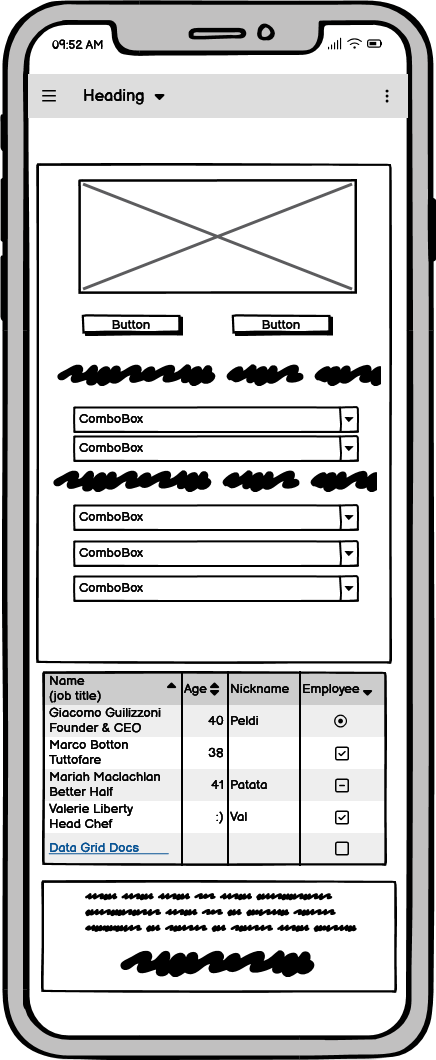 09:52 AM
Heading
Button Button
ComboBox
ComboBox
ComboBox
ComboBox
ComboBox
Name
(job title) Age Nickname Employee
Giacomo Guilizzoni
Founder & CEO 40 Peldi
Marco Botton
Tuttofare 38
Mariah Maclachlan
Better Half 41 Patata
Valerie Liberty
Head Chef :) Val
Data Grid Docs